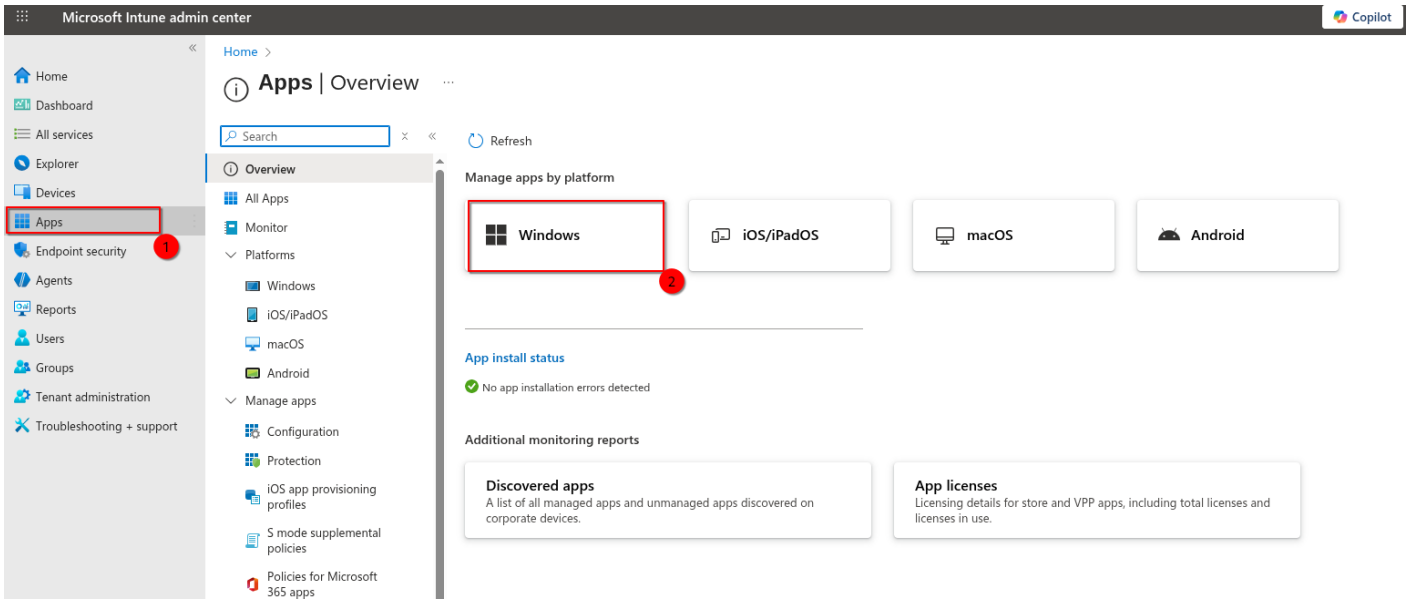 Microsoft Intune admin center
Copilot
Home
Dashboard
All services
Explorer
Devices
Apps
1
Endpoint security
Agents
Reports
Users
Groups
Tenant administration
Troubleshooting + support
Home >
Apps | Overview
Search
Overview
All Apps
Monitor
Platforms
Windows
iOS/iPadOS
macOS
Android
Manage apps
Configuration
Protection
iOS app provisioning
profiles
S mode supplemental
policies
Policies for Microsoft
365 apps
Refresh
Manage apps by platform
Windows
2
iOS/iPadOS
macOS
Android
App install status
No app installation errors detected
Additional monitoring reports
Discovered apps
A list of all managed apps and unmanaged apps discovered on
corporate devices.
App licenses
Licensing details for store and VPP apps, including total licenses and
licenses in use.